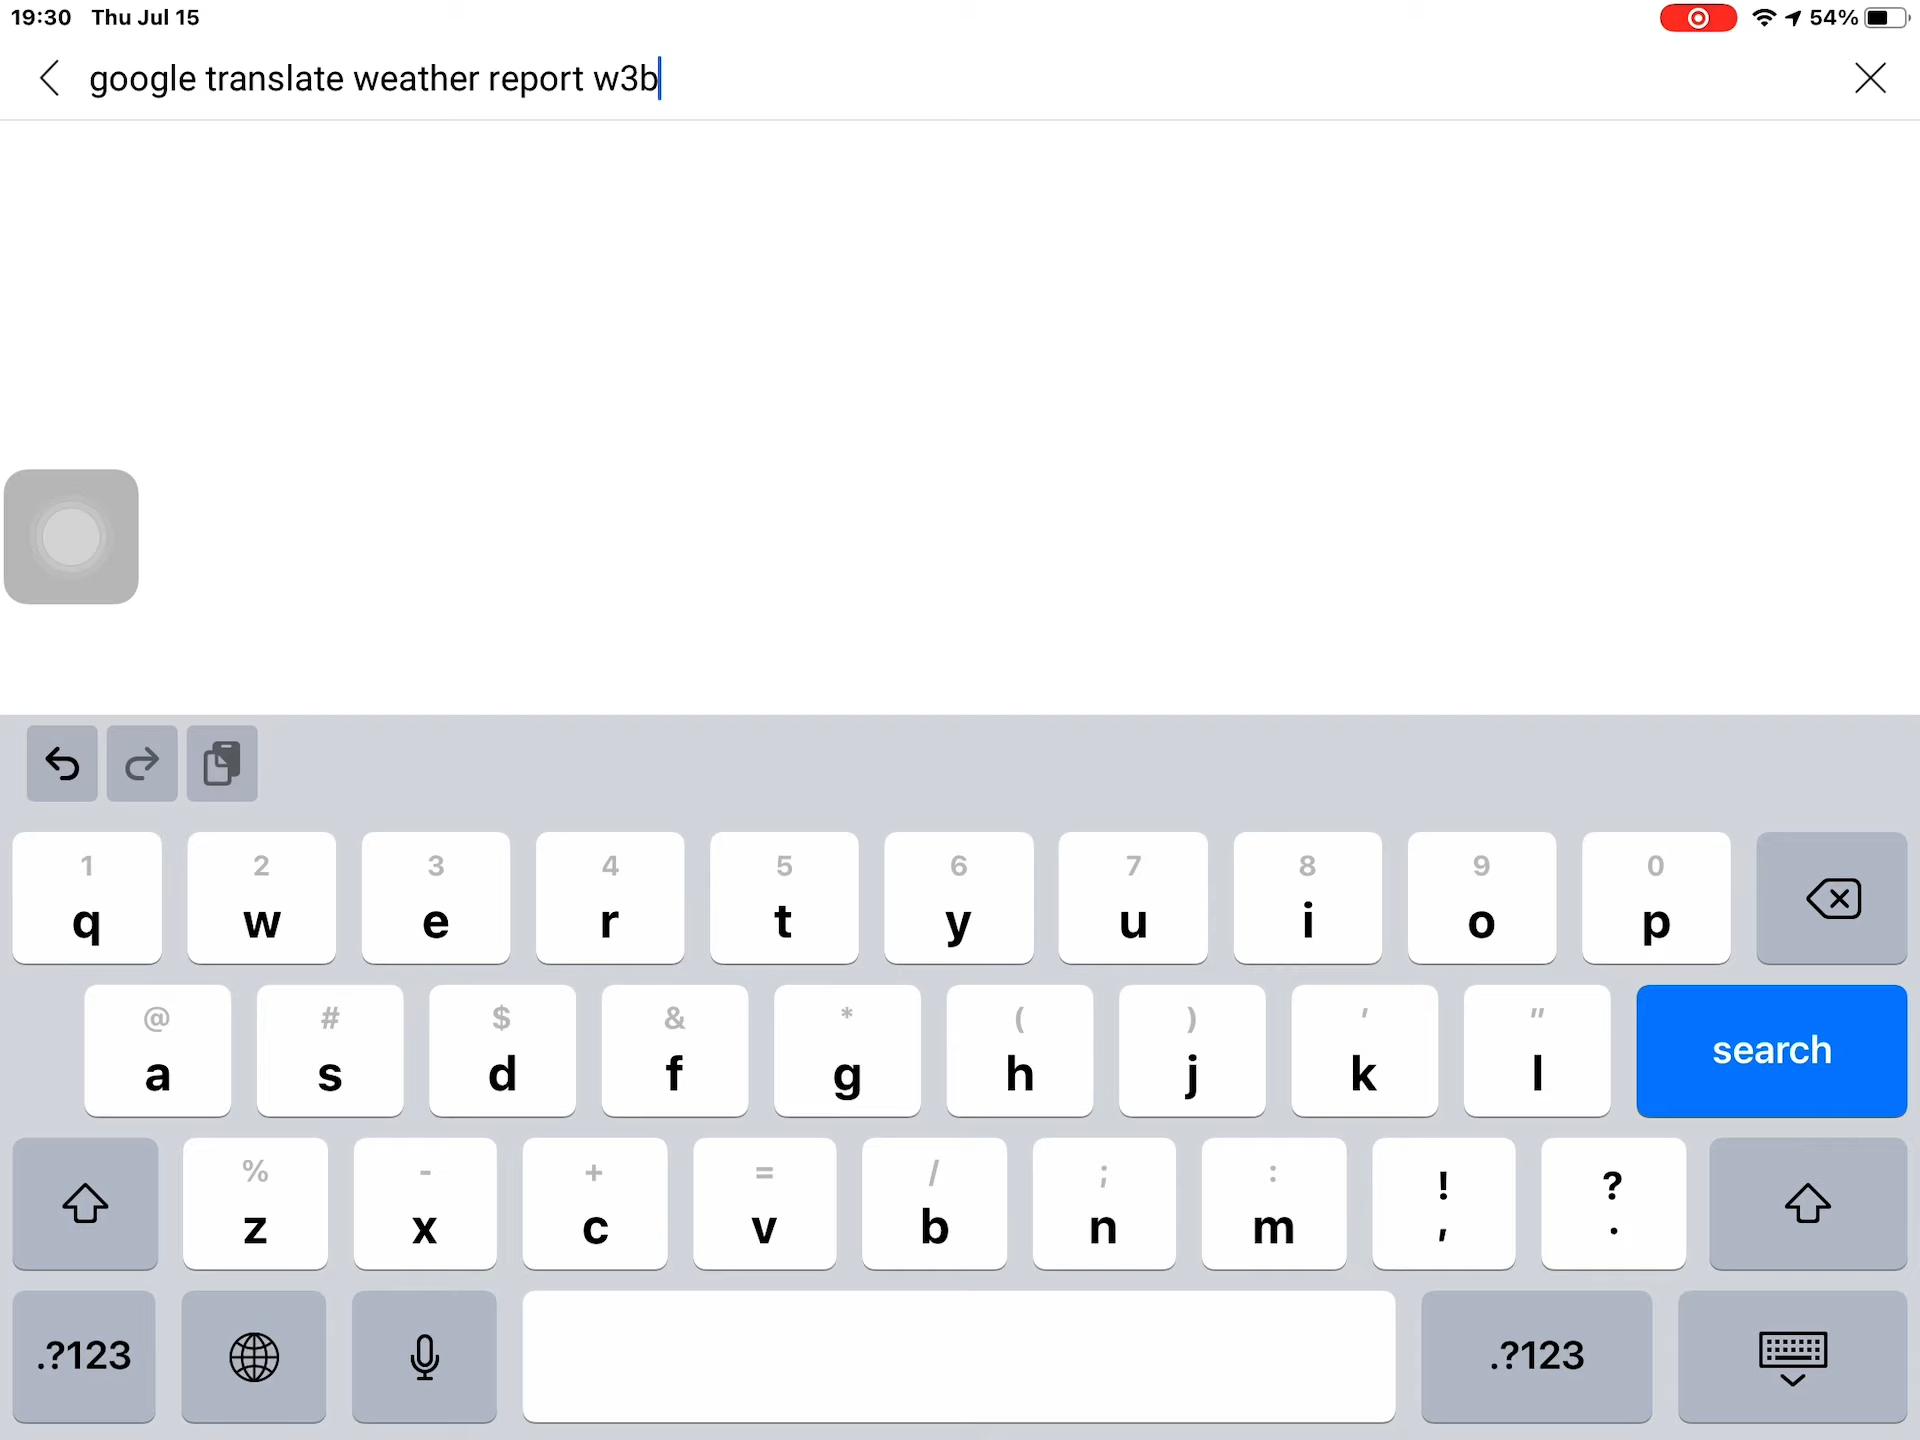 19:30 Thu Jul 15 54%
google translate weather report w3b
1 2 3 4 5 6 7 8 9 0
q w e r t y u i o p
@ # $ & * ( ) ' "
a s d f g h j k l search
% - + = / ; : ! ?
z x c v b n m , .
.?123 .?123